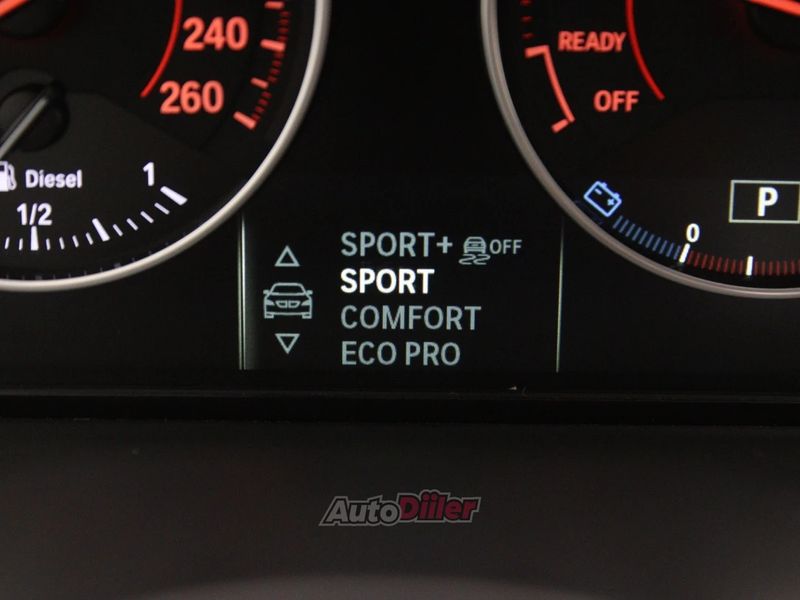 240
260
Diesel
1
1/2
READY
OFF
P
0
SPORT+ OFF
SPORT
COMFORT
ECO PRO
AutoDiiler